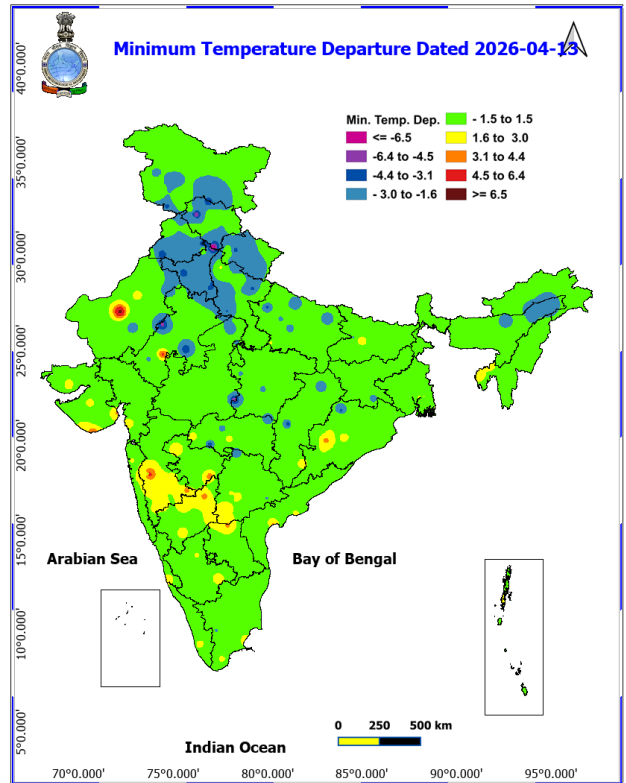 Minimum Temperature Departure Dated 2026-04-13
Min. Temp. Dep.
<= -6.5
-6.4 to -4.5
-4.4 to -3.1
- 3.0 to -1.6
- 1.5 to 1.5
1.6 to 3.0
3.1 to 4.4
4.5 to 6.4
>= 6.5
40°0.000'
35°0.000'
30°0.000'
25°0.000'
20°0.000'
15°0.000'
10°0.000'
5°0.000'
Arabian Sea
Bay of Bengal
Indian Ocean
0 250 500 km
70°0.000' 75°0.000' 80°0.000' 85°0.000' 90°0.000' 95°0.000'